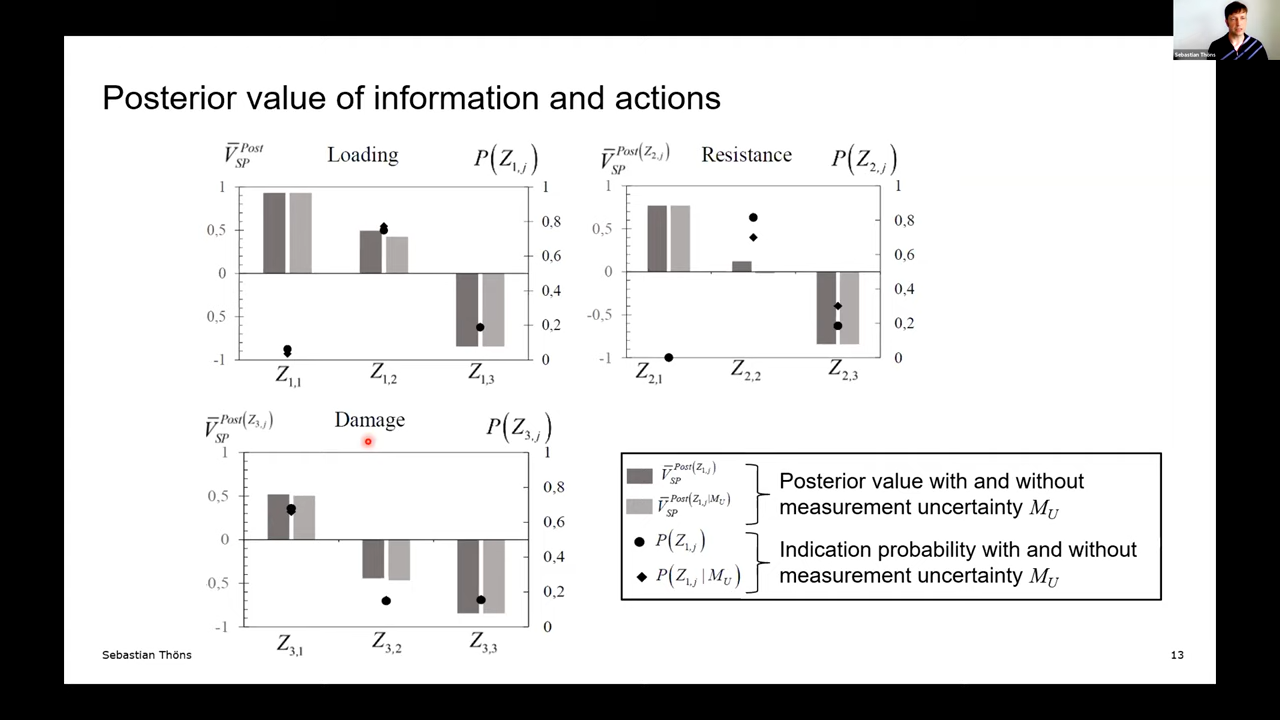 Sebastian Thöns
Posterior value of information and actions
V̅_SP^Post Loading P(Z_1,j)
1 1
0,5 0,8
0,6
0 0,4
0,5 0,2
-1 0
Z_1,1 Z_1,2 Z_1,3
V̅_SP^Post(Z_2,j) Resistance P(Z_2,j)
1 1
0,5 0,8
0,6
0 0,4
-0,5 0,2
-1 0
Z_2,1 Z_2,2 Z_2,3
V̅_SP^Post(Z_3,j) Damage P(Z_3,j)
1 1
0,5 0,8
0,6
0 0,4
0,5 0,2
-1 0
Z_3,1 Z_3,2 Z_3,3
V̅_SP^Post(Z_1,j)
V̅_SP^Post(Z_1,j|M_U)
Posterior value with and without
measurement uncertainty M_U
P(Z_1,j)
P(Z_1,j | M_U)
Indication probability with and without
measurement uncertainty M_U
Sebastian Thöns
13